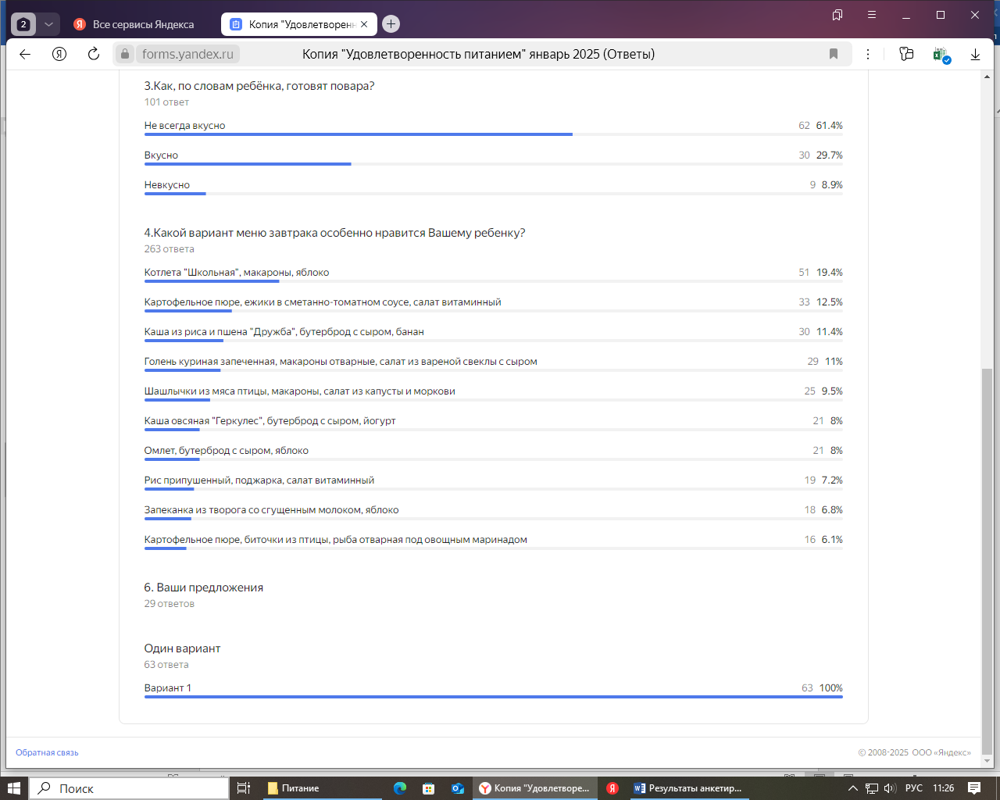 2
Все сервисы Яндекса
Копия "Удовлетворенн
forms.yandex.ru
Копия "Удовлетворенность питанием" январь 2025 (Ответы)
3.Как, по словам ребёнка, готовят повара?
101 ответ
Не всегда вкусно 62 61.4%
Вкусно 30 29.7%
Невкусно 9 8.9%
4.Какой вариант меню завтрака особенно нравится Вашему ребенку?
263 ответа
Котлета "Школьная", макароны, яблоко 51 19.4%
Картофельное пюре, ежики в сметанно-томатном соусе, салат витаминный 33 12.5%
Каша из риса и пшена "Дружба", бутерброд с сыром, банан 30 11.4%
Голень куриная запеченная, макароны отварные, салат из вареной свеклы с сыром 29 11%
Шашлычки из мяса птицы, макароны, салат из капусты и моркови 25 9.5%
Каша овсяная "Геркулес", бутерброд с сыром, йогурт 21 8%
Омлет, бутерброд с сыром, яблоко 21 8%
Рис припушенный, поджарка, салат витаминный 19 7.2%
Запеканка из творога со сгущенным молоком, яблоко 18 6.8%
Картофельное пюре, биточки из птицы, рыба отварная под овощным маринадом 16 6.1%
6. Ваши предложения
29 ответов
Один вариант
63 ответа
Вариант 1 63 100%
Обратная связь
© 2008-2025 ООО «Яндекс»
Поиск
Питание
Копия "Удовлетворе...
Результаты анкетир...
РУС
11:26